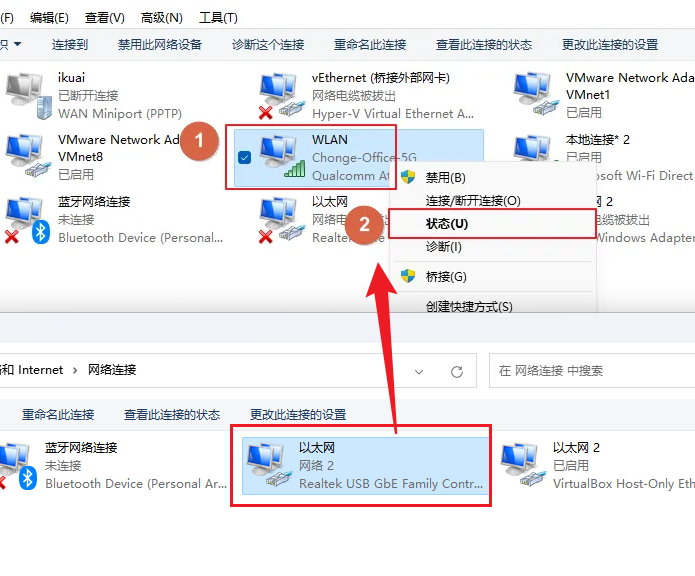 (F) 编辑(E) 查看(V) 高级(N) 工具(T)
织 连接到 禁用此网络设备 诊断这个连接 重命名此连接 查看此连接的状态 更改此连接的设置
ikuai
已断开连接
WAN Miniport (PPTP)
vEthernet (桥接外部网卡)
网络电缆被拔出
Hyper-V Virtual Ethernet A...
VMware Network Ada
VMnet1
已启用
VMware Network Ad
VMnet8
已启用
1
WLAN
Chonge-Office-5G
Qualcomm At
本地连接* 2
已启用
osoft Wi-Fi Direct
蓝牙网络连接
未连接
Bluetooth Device (Personal...
以太网
网络
Realte
2
网 2
电缆被拔出
Windows Adapter
禁用(B)
连接/断开连接(O)
状态(U)
诊断(I)
桥接(G)
创建快捷方式(S)
络和 Internet > 网络连接
在 网络连接 中搜索
重命名此连接 查看此连接的状态 更改此连接的设置
蓝牙网络连接
未连接
Bluetooth Device (Personal Ar...
以太网
网络 2
Realtek USB GbE Family Contr...
以太网 2
已启用
VirtualBox Host-Only Eth